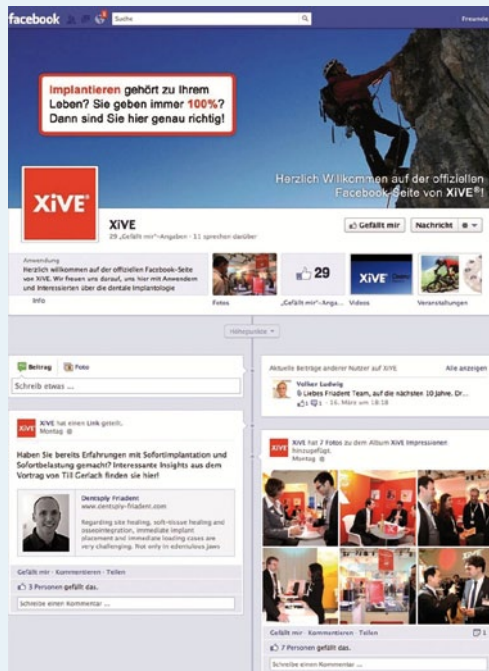 facebook
1
Suche
Freunde
Implantieren gehört zu Ihrem
Leben? Sie geben immer 100%?
Dann sind Sie hier genau richtig!
Herzlich Willkommen auf der offiziellen
Facebook-Seite von XiVE®!
XiVE®
XiVE
29 „Gefällt mir“-Angaben · 11 sprechen darüber
Gefällt mir
Nachricht
Anwendung
Herzlich willkommen auf der offiziellen Facebook-Seite
von XiVE. Wir freuen uns darauf, uns hier mit Anwendern
und Interessierten über die dentale Implantologie
Info
29
XiVE®
Fotos
„Gefällt mir“-Anga...
Videos
Veranstaltungen
Höhepunkte
Beitrag
Foto
Schreib etwas ...
XiVE hat einen Link geteilt.
Montag
Haben Sie bereits Erfahrungen mit Sofortimplantation und
Sofortbelastung gemacht? Interessante Insights aus dem
Vortrag von Till Gerlach finden sie hier!
Dentsply Friadent
www.dentsply-friadent.com
Regarding site healing, soft-tissue healing and
osseointegration, immediate implant
placement and immediate loading cases are
very challenging. Not only in edentulous jaws
Gefällt mir · Kommentieren · Teilen
3 Personen gefällt das.
Schreibe einen Kommentar ...
Aktuelle Beiträge anderer Nutzer auf XiVE
Alle anzeigen
Volker Ludwig
Liebes Friadent Team, auf die nächsten 10 Jahre. Dr...
1 1 · 16. März um 18:18
XiVE hat 7 Fotos zu dem Album XiVE Impressionen
hinzugefügt.
Montag
Gefällt mir · Kommentieren · Teilen
1
7 Personen gefällt das.
Schreibe einen Kommentar ...